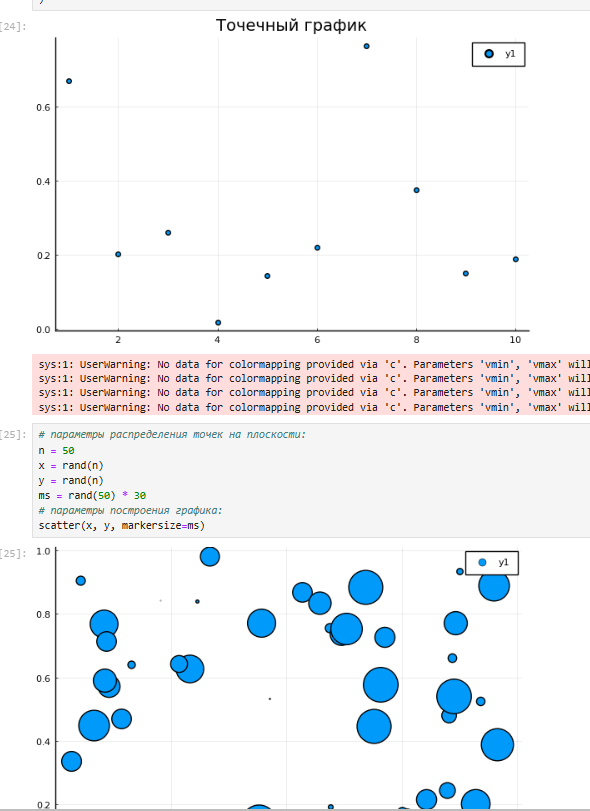 [24]:
Точечный график
y1
0.6
0.4
0.2
0.0
2 4 6 8 10
sys:1: UserWarning: No data for colormapping provided via 'c'. Parameters 'vmin', 'vmax' will
sys:1: UserWarning: No data for colormapping provided via 'c'. Parameters 'vmin', 'vmax' will
sys:1: UserWarning: No data for colormapping provided via 'c'. Parameters 'vmin', 'vmax' will
sys:1: UserWarning: No data for colormapping provided via 'c'. Parameters 'vmin', 'vmax' will
[25]:
# параметры распределения точек на плоскости:
n = 50
x = rand(n)
y = rand(n)
ms = rand(50) * 30
# параметры построения графика:
scatter(x, y, markersize=ms)
[25]:
1.0
y1
0.8
0.6
0.4
0.2